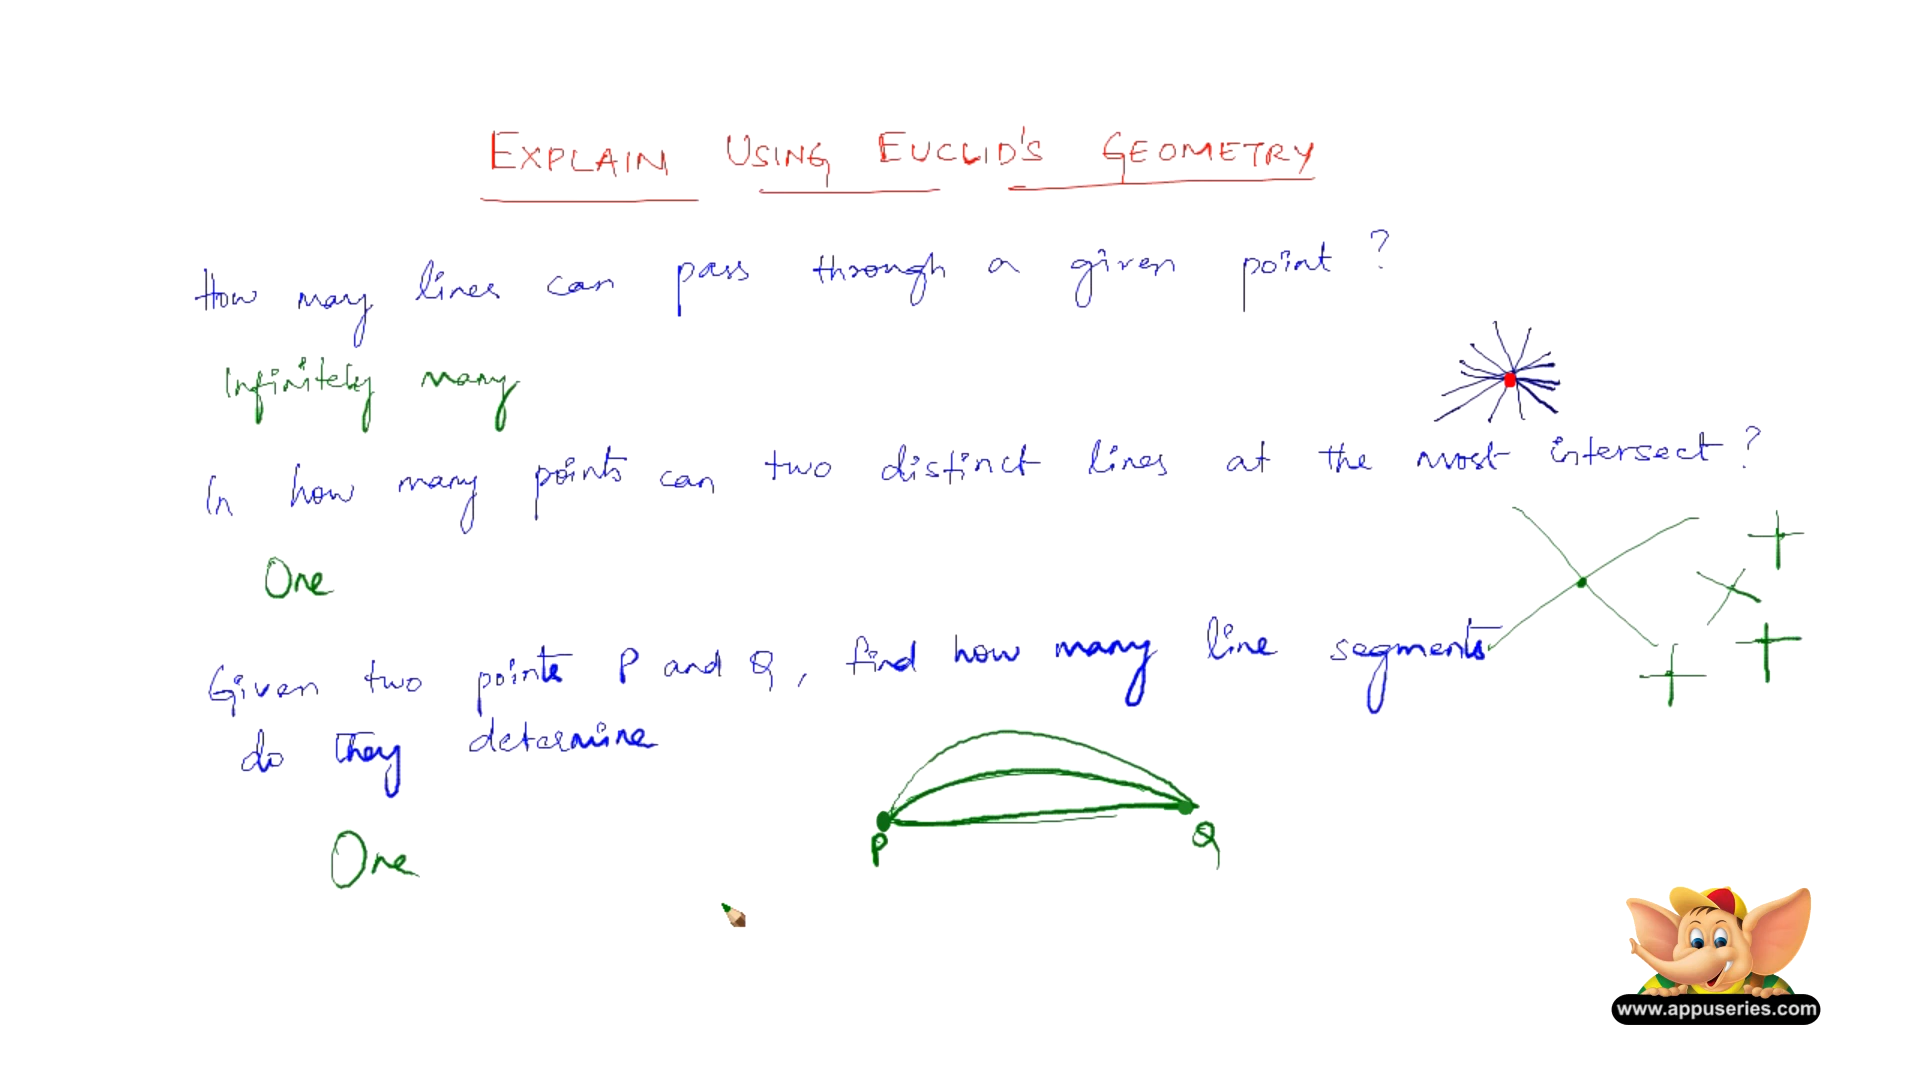 EXPLAIN USING EUCLID'S GEOMETRY
How many lines can pass through a given point?
Infinitely many
In how many points can two distinct lines at the most intersect?
One
Given two points P and Q, find how many line segments
do they determine
One
P
Q
www.appuseries.com